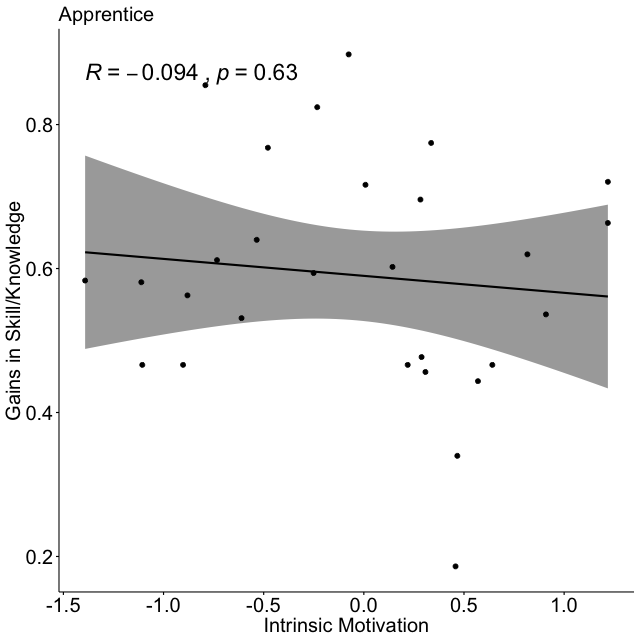 Apprentice
R = −0.094 , p = 0.63
Gains in Skill/Knowledge
0.8
0.6
0.4
0.2
-1.5 -1.0 -0.5 0.0 0.5 1.0
Intrinsic Motivation